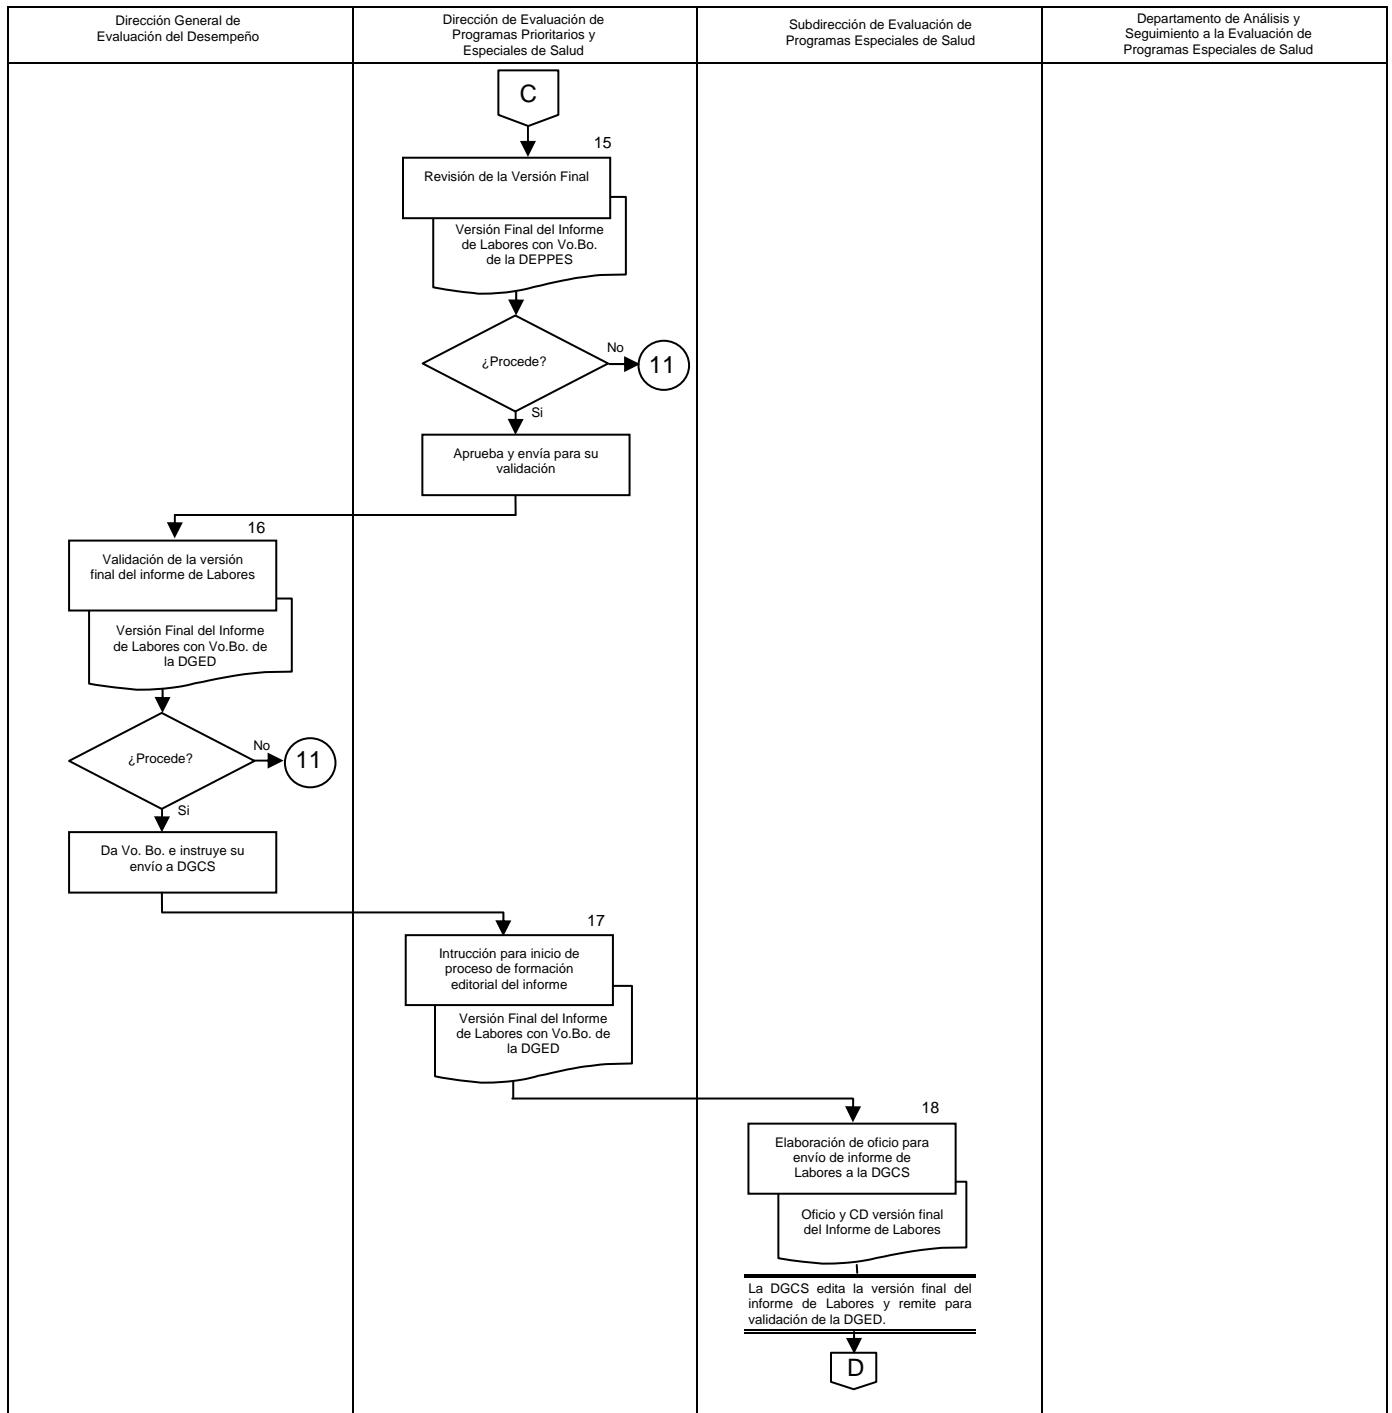 Dirección General de
Evaluación del Desempeño
Dirección de Evaluación de
Programas Prioritarios y
Especiales de Salud
Subdirección de Evaluación de
Programas Especiales de Salud
Departamento de Análisis y
Seguimiento a la Evaluación de
Programas Especiales de Salud
C
15
Revisión de la Versión Final
Versión Final del Informe
de Labores con Vo.Bo.
de la DEPPES
¿Procede?
No
11
Si
Aprueba y envía para su
validación
16
Validación de la versión
final del informe de Labores
Versión Final del Informe
de Labores con Vo.Bo. de
la DGED
¿Procede?
No
11
Si
Da Vo. Bo. e instruye su
envío a DGCS
17
Intrucción para inicio de
proceso de formación
editorial del informe
Versión Final del Informe
de Labores con Vo.Bo. de
la DGED
18
Elaboración de oficio para
envío de informe de
Labores a la DGCS
Oficio y CD versión final
del Informe de Labores
La DGCS edita la versión final del
informe de Labores y remite para
validación de la DGED.
D